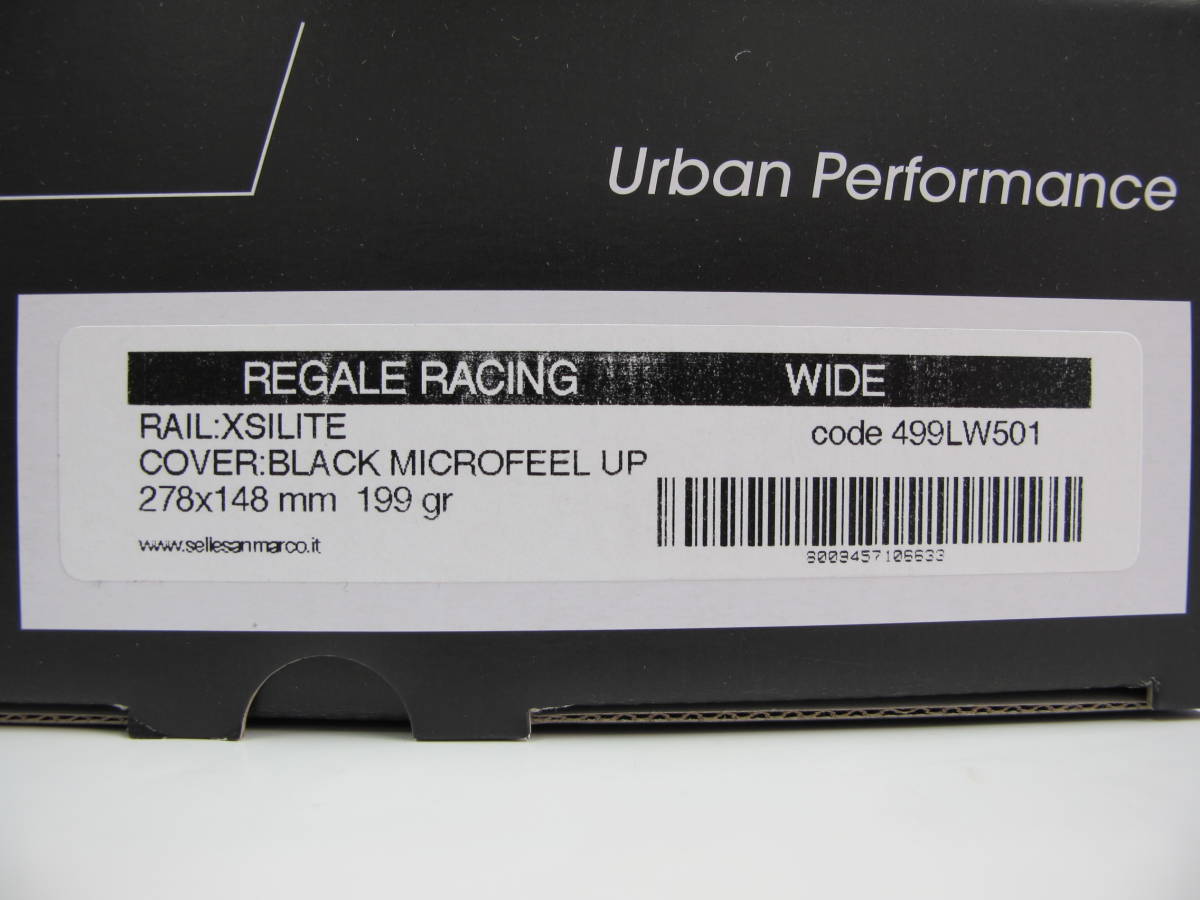 Urban Performance
REGALE RACING WIDE
RAIL:XSILITE code 499LW501
COVER:BLACK MICROFEEL UP
278x148 mm 199 gr
www.sellesanmarco.it
8009457106633